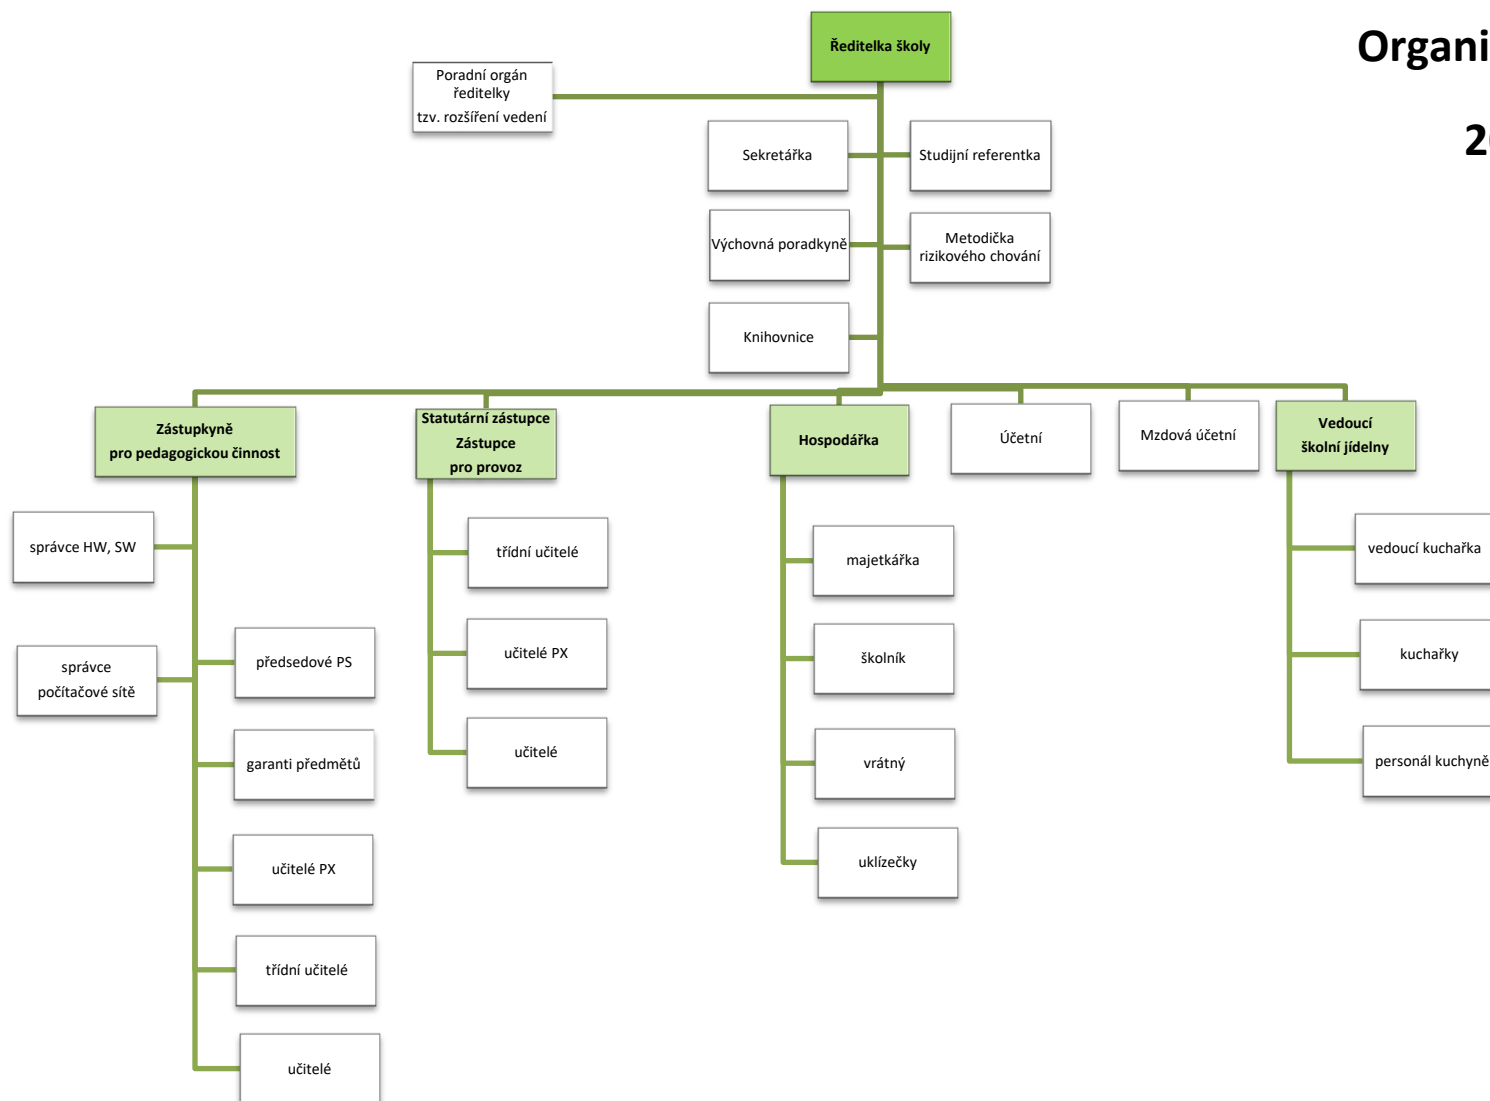 Ředitelka školy
Organi
Poradní orgán
ředitelky
tzv. rozšíření vedení
20
Sekretářka
Studijní referentka
Výchovná poradkyně
Metodička
rizikového chování
Knihovnice
Zástupkyně
pro pedagogickou činnost
Statutární zástupce
Zástupce
pro provoz
Hospodářka
Účetní
Mzdová účetní
Vedoucí
školní jídelny
správce HW, SW
správce
počítačové sítě
předsedové PS
garanti předmětů
učitelé PX
třídní učitelé
učitelé
třídní učitelé
učitelé PX
učitelé
majetkářka
školník
vrátný
uklízečky
vedoucí kuchařka
kuchařky
personál kuchyně